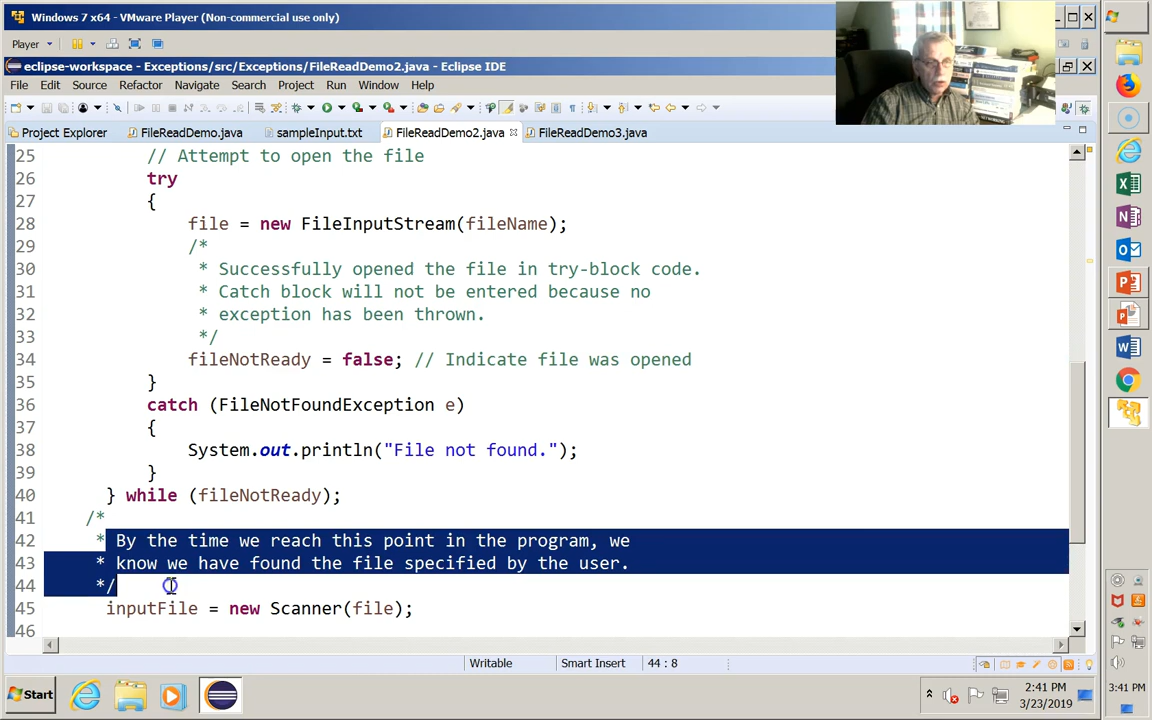 Windows 7 x64 - VMware Player (Non-commercial use only)
Player
eclipse-workspace - Exceptions/src/Exceptions/FileReadDemo2.java - Eclipse IDE
File Edit Source Refactor Navigate Search Project Run Window Help
Project Explorer FileReadDemo.java sampleInput.txt FileReadDemo2.java FileReadDemo3.java
25 // Attempt to open the file
26 try
27 {
28 file = new FileInputStream(fileName);
29 /*
30 * Successfully opened the file in try-block code.
31 * Catch block will not be entered because no
32 * exception has been thrown.
33 */
34 fileNotReady = false; // Indicate file was opened
35 }
36 catch (FileNotFoundException e)
37 {
38 System.out.println("File not found.");
39 }
40 } while (fileNotReady);
41 /*
42 * By the time we reach this point in the program, we
43 * know we have found the file specified by the user.
44 */
45 inputFile = new Scanner(file);
46
Writable Smart Insert 44 : 8
Start
2:41 PM
3/23/2019
3:41 PM